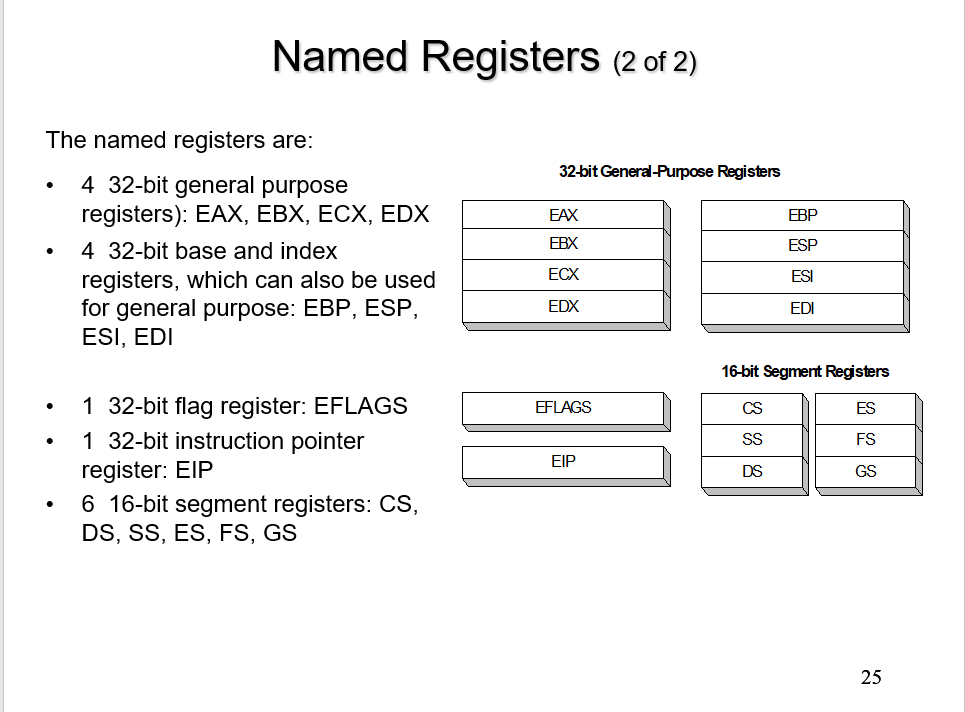 Named Registers (2 of 2)
The named registers are:
• 4 32-bit general purpose
registers): EAX, EBX, ECX, EDX
• 4 32-bit base and index
registers, which can also be used
for general purpose: EBP, ESP,
ESI, EDI
• 1 32-bit flag register: EFLAGS
• 1 32-bit instruction pointer
register: EIP
• 6 16-bit segment registers: CS,
DS, SS, ES, FS, GS
32-bit General-Purpose Registers
EAX
EBX
ECX
EDX
EBP
ESP
ESI
EDI
EFLAGS
EIP
16-bit Segment Registers
CS
SS
DS
ES
FS
GS
25